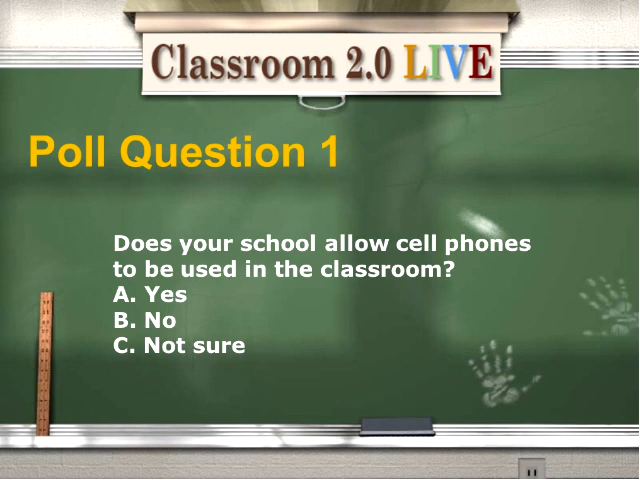 Classroom 2.0 LIVE
Poll Question 1
Does your school allow cell phones
to be used in the classroom?
A. Yes
B. No
C. Not sure